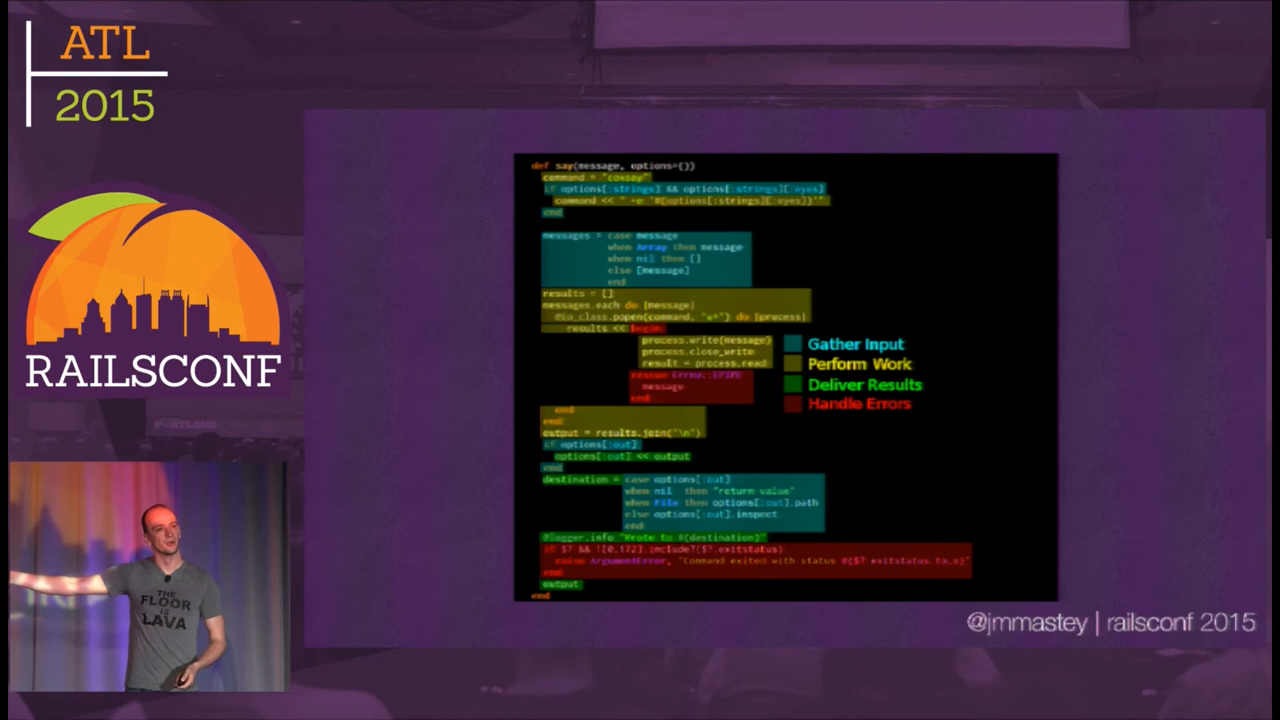 ATL
2015
RAILSCONF
THE
FLOOR
IS
LAVA
def say(message, options={})
command = "cowsay"
if options[:strings] && options[:strings][:eyes]
command << " -e '#{options[:strings][:eyes]}'"
end
messages = case message
when Array then message
when nil then []
else [message]
end
results = []
messages.each do |message|
@io_class.popen(command, "w+") do |process|
results << begin
process.write(message)
process.close_write
result = process.read
rescue Errno::EPIPE
message
end
end
end
output = results.join("\n")
if options[:out]
options[:out] << output
end
destination = case options[:out]
when nil then "return value"
when File then options[:out].path
else options[:out].inspect
end
@logger.info "Wrote to #{destination}"
if $? && ![0,172].include?($?.exitstatus)
raise ArgumentError, "Command exited with status #{$?.exitstatus.to_s}"
end
output
end
Gather Input
Perform Work
Deliver Results
Handle Errors
@jmmastey | railsconf 2015